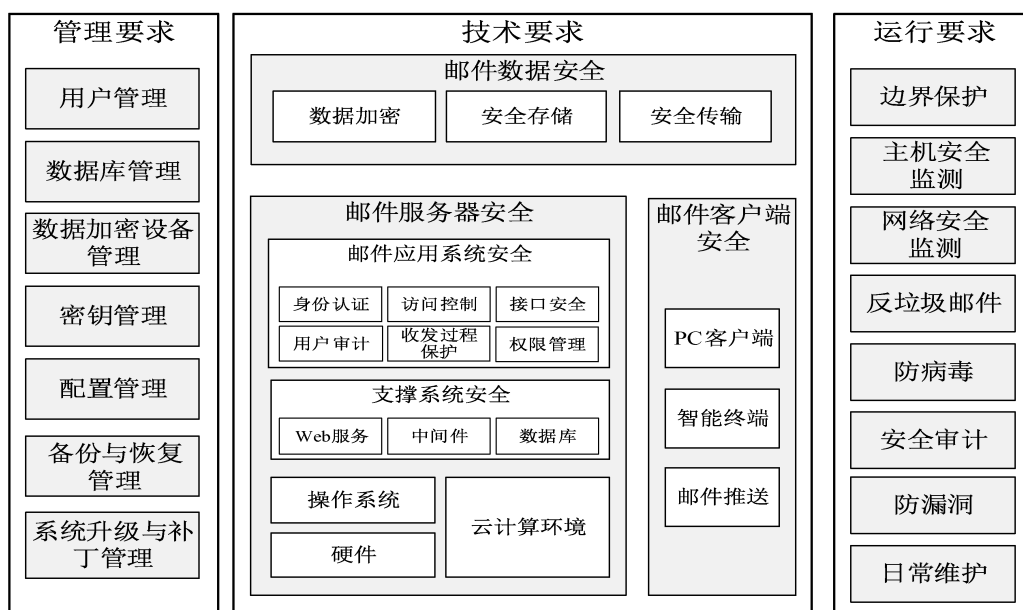 管理要求
用户管理
数据库管理
数据加密设备
管理
密钥管理
配置管理
备份与恢复
管理
系统升级与补
丁管理
技术要求
邮件数据安全
数据加密
安全存储
安全传输
邮件服务器安全
邮件应用系统安全
身份认证
访问控制
接口安全
用户审计
收发过程
保护
权限管理
支撑系统安全
Web服务
中间件
数据库
操作系统
硬件
云计算环境
邮件客户端
安全
PC客户端
智能终端
邮件推送
运行要求
边界保护
主机安全
监测
网络安全
监测
反垃圾邮件
防病毒
安全审计
防漏洞
日常维护